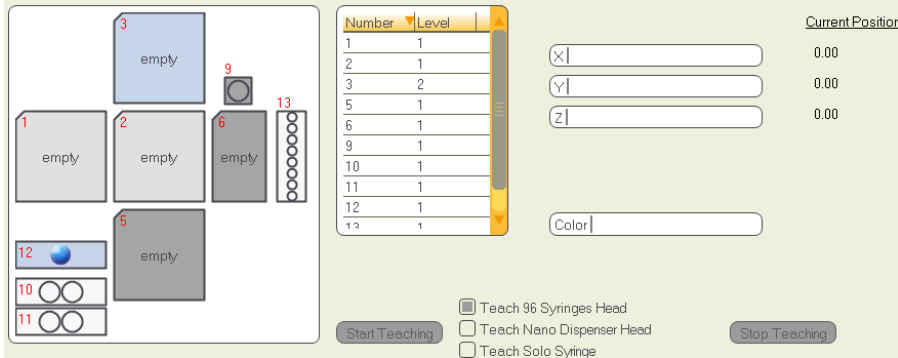 3
empty
9
13
1
empty
2
empty
6
empty
5
empty
12
10
11
Number Level
1 1
2 1
3 2
5 1
6 1
9 1
10 1
11 1
12 1
13 1
Current Position
X 0.00
Y 0.00
Z 0.00
Color
Start Teaching
Teach 96 Syringes Head
Teach Nano Dispenser Head
Teach Solo Syringe
Stop Teaching